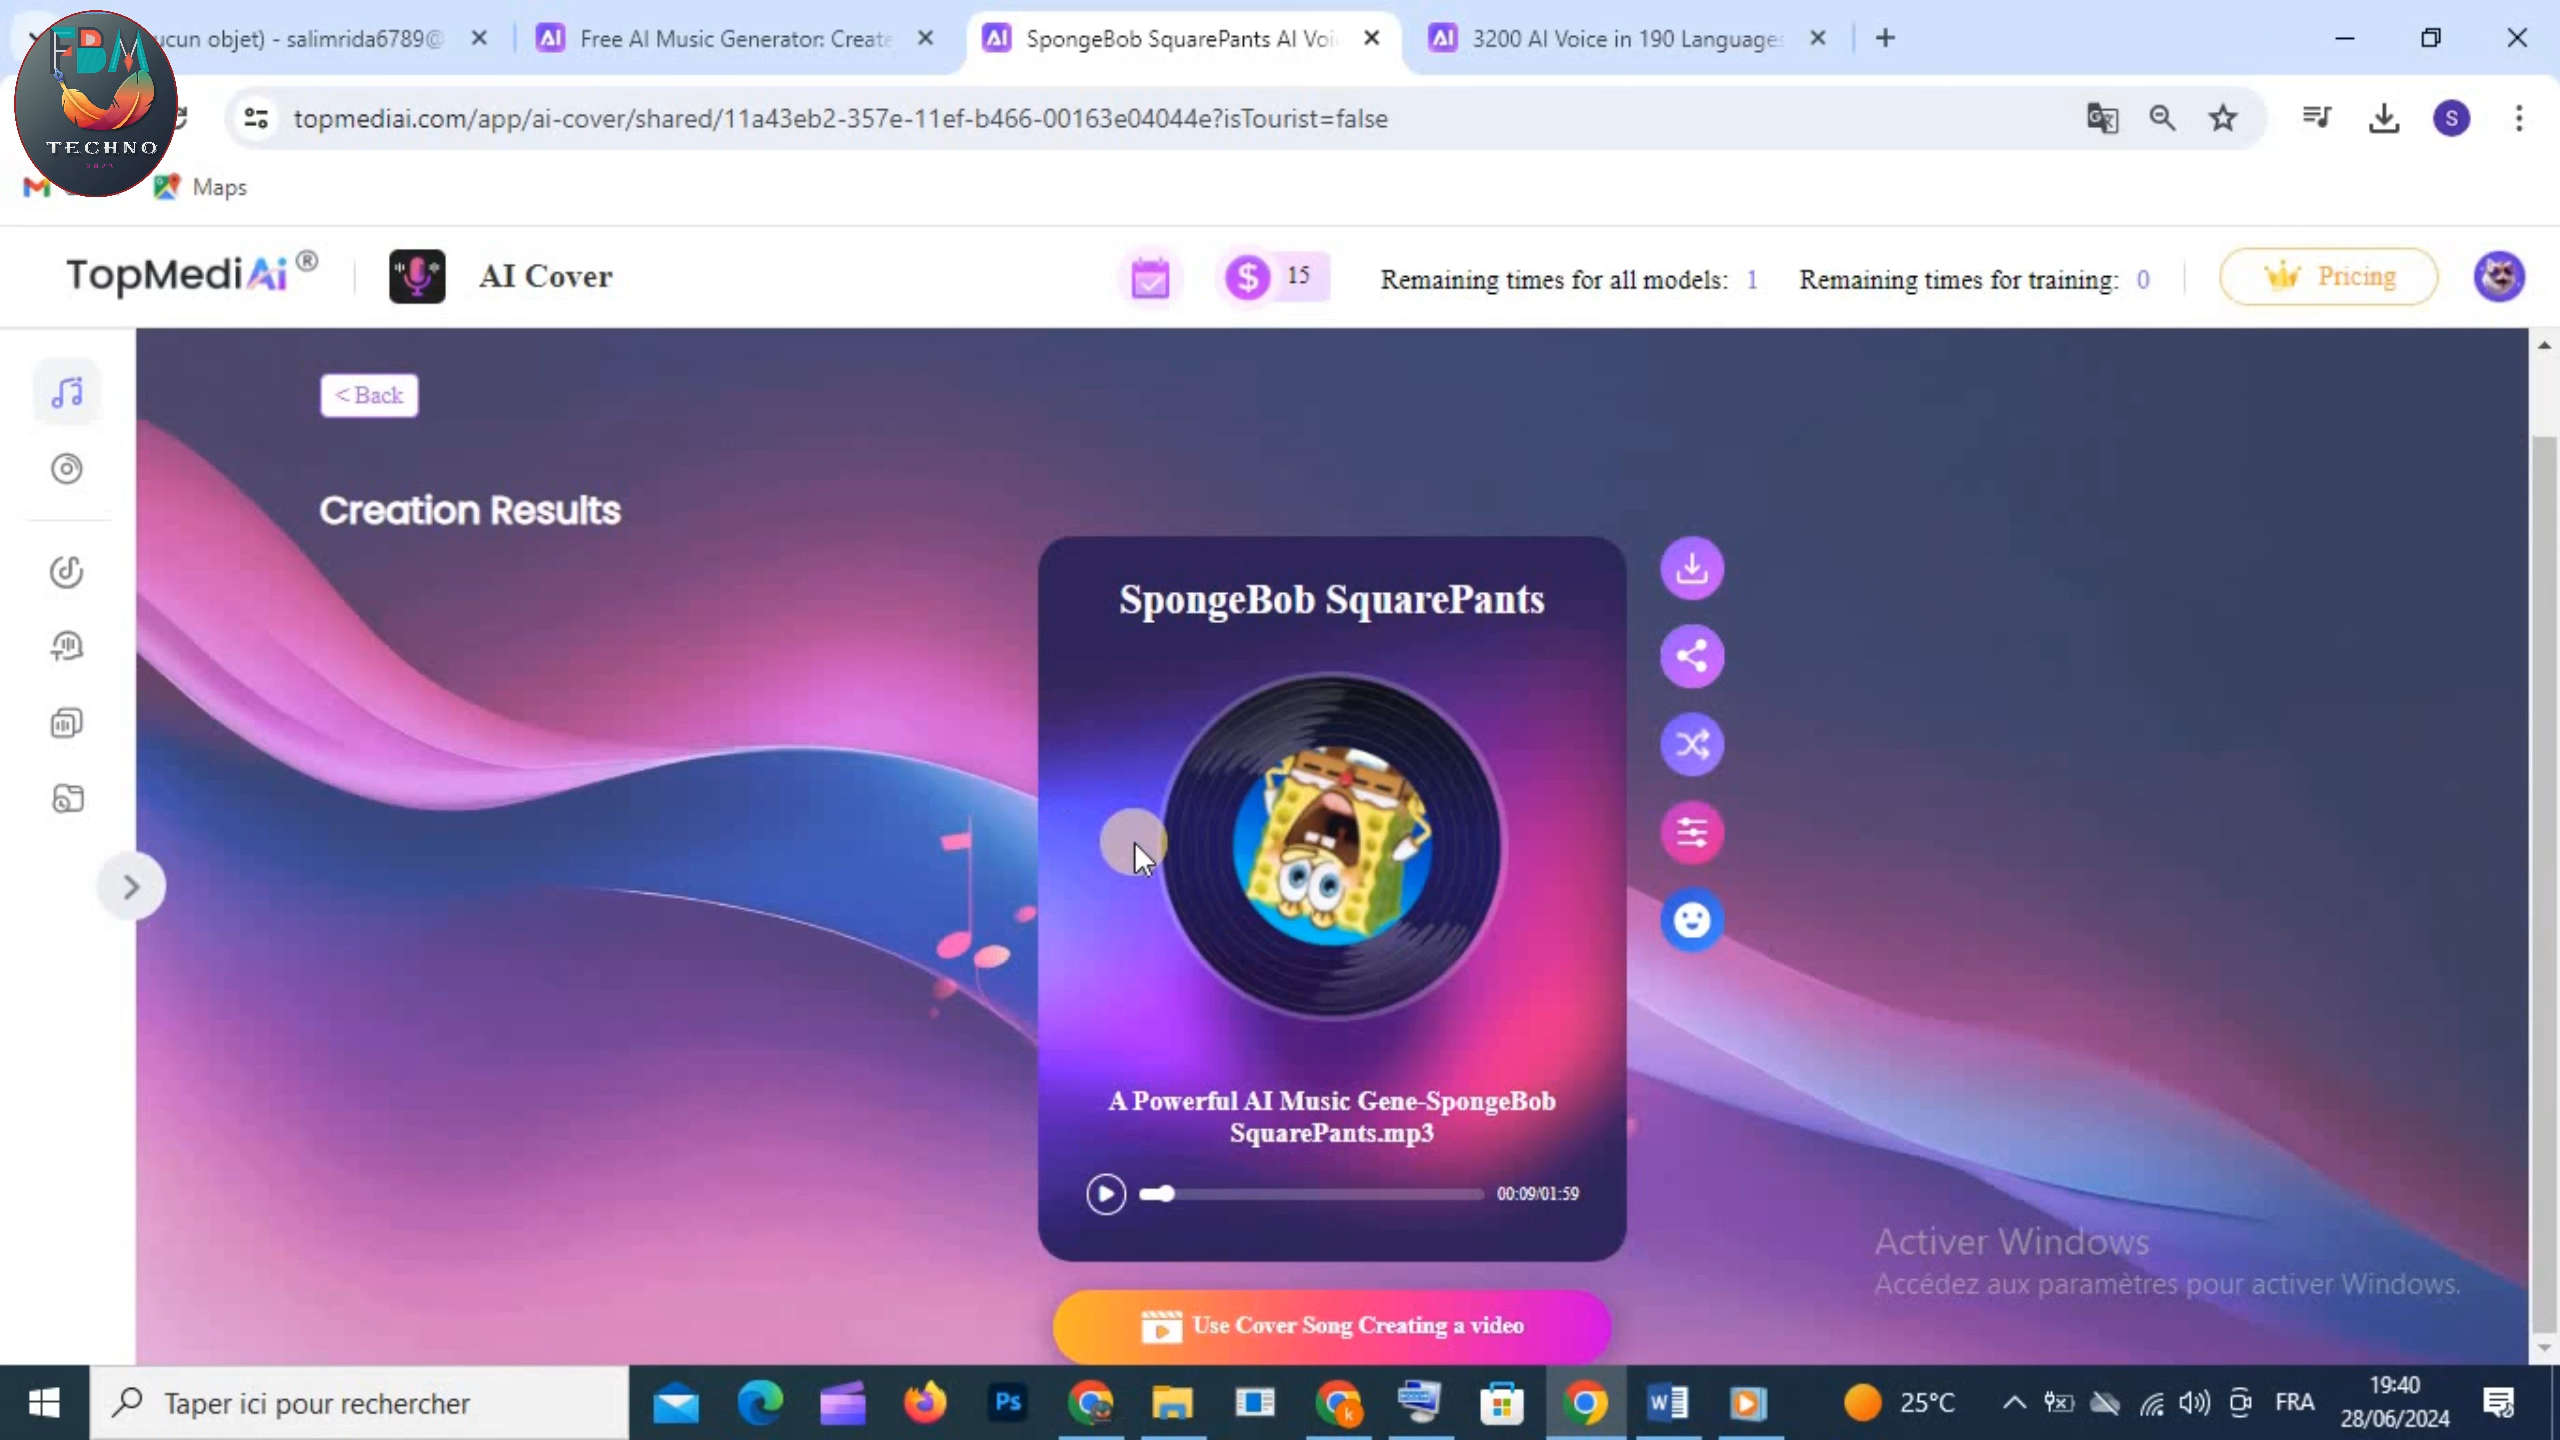 ucun objet) - salimrida6789@
Free AI Music Generator: Create
SpongeBob SquarePants AI Voi
3200 AI Voice in 190 Languages
FBM
TECHNO
topmediai.com/app/ai-cover/shared/11a43eb2-357e-11ef-b466-00163e04044e?isTourist=false
S
Maps
TopMediAi®
AI Cover
$ 15
Remaining times for all models: 1
Remaining times for training: 0
Pricing
< Back
Creation Results
SpongeBob SquarePants
A Powerful AI Music Gene-SpongeBob
SquarePants.mp3
00:09/01:59
Use Cover Song Creating a video
Activer Windows
Accédez aux paramètres pour activer Windows.
Taper ici pour rechercher
Ps
k
W
25°C
FRA
19:40
28/06/2024